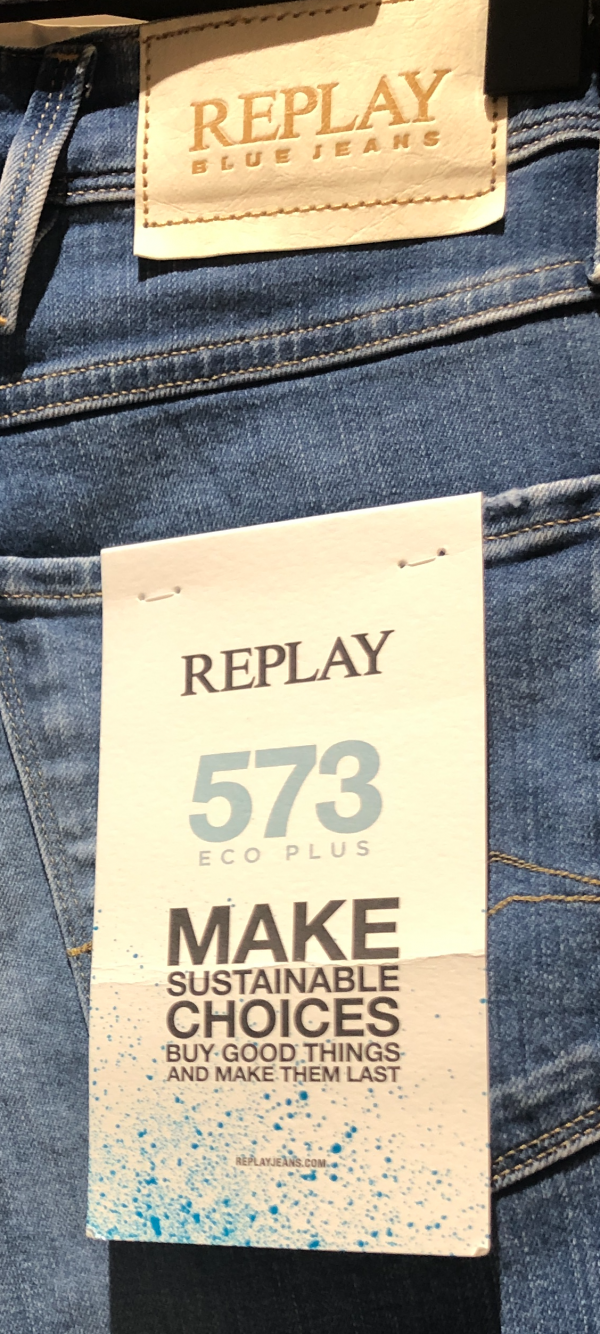 REPLAY
BLUE JEANS
REPLAY
573
ECO PLUS
MAKE
SUSTAINABLE
CHOICES
BUY GOOD THINGS
AND MAKE THEM LAST
REPLAYJEANS.COM